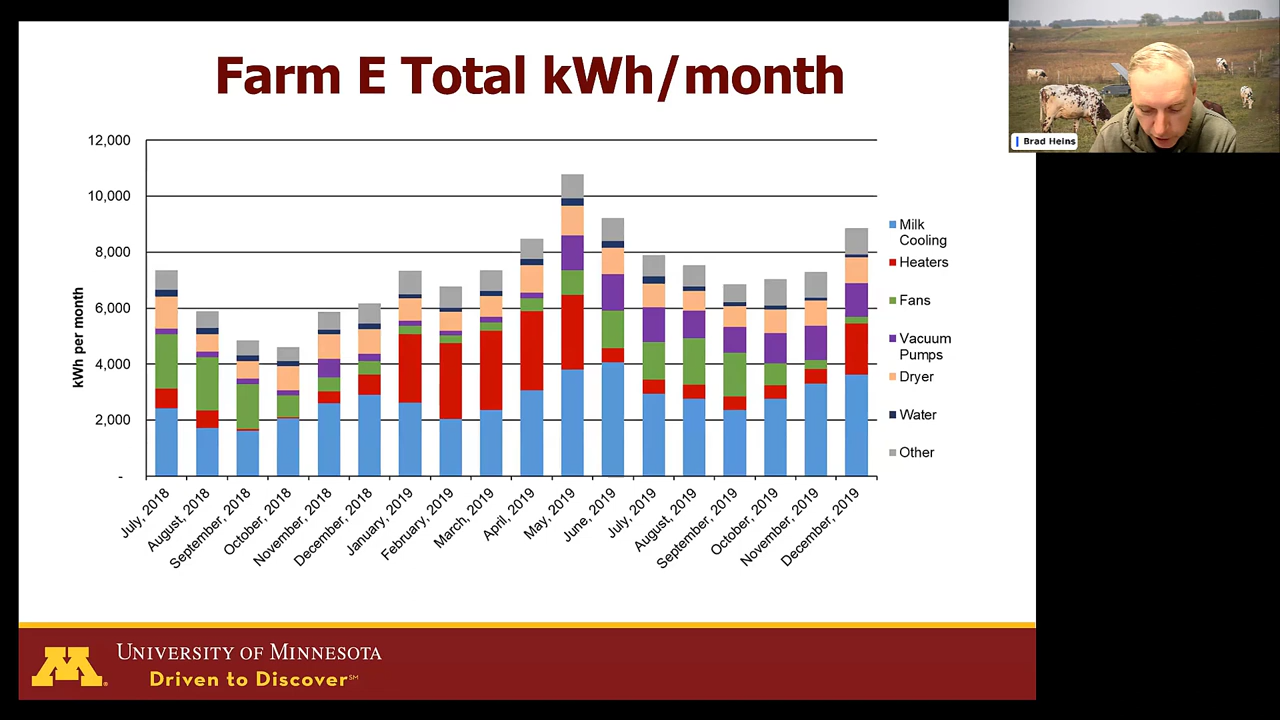 Farm E Total kWh/month
Brad Heins
12,000
10,000
8,000
6,000
4,000
2,000
-
kWh per month
July, 2018
August, 2018
September, 2018
October, 2018
November, 2018
December, 2018
January, 2019
February, 2019
March, 2019
April, 2019
May, 2019
June, 2019
July, 2019
August, 2019
September, 2019
October, 2019
November, 2019
December, 2019
Milk
Cooling
Heaters
Fans
Vacuum
Pumps
Dryer
Water
Other
M
UNIVERSITY OF MINNESOTA
Driven to Discover℠